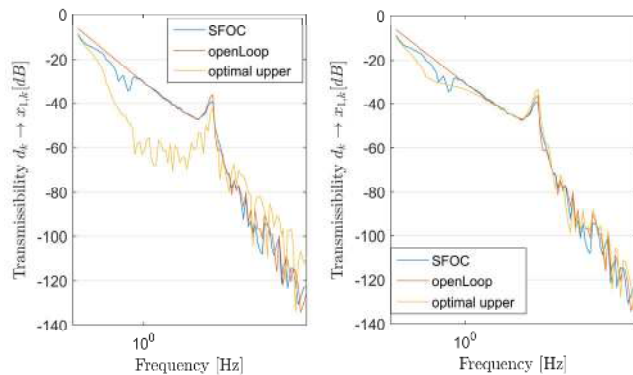 0
-20
-40
-60
-80
-100
-120
-140
Transmissibility $d_k \to x_{1,k}[dB]$
SFOC
openLoop
optimal upper
10^0
Frequency [Hz]
0
-20
-40
-60
-80
-100
-120
-140
Transmissibility $d_k \to x_{1,k}[dB]$
SFOC
openLoop
optimal upper
10^0
Frequency [Hz]